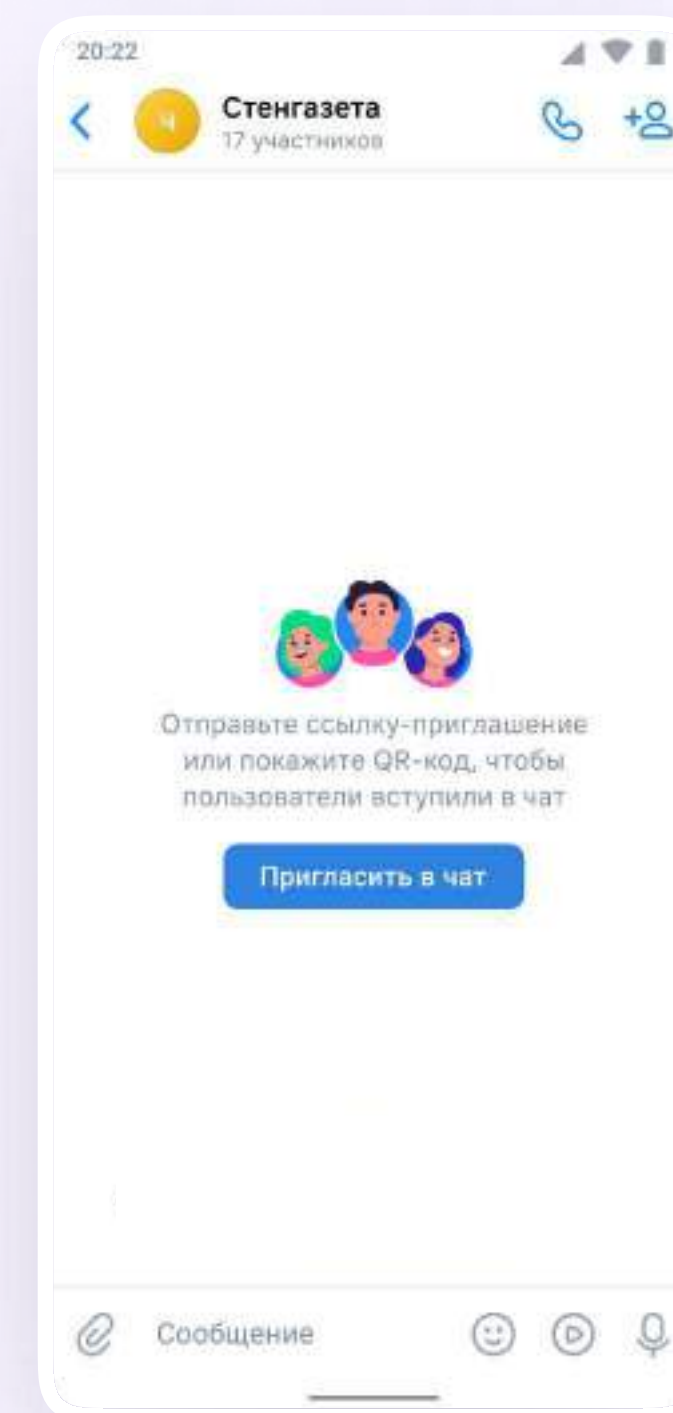 20:22
Ч
Стенгазета
17 участников
Отправьте ссылку-приглашение
или покажите QR-код, чтобы
пользователи вступили в чат
Пригласить в чат
Сообщение